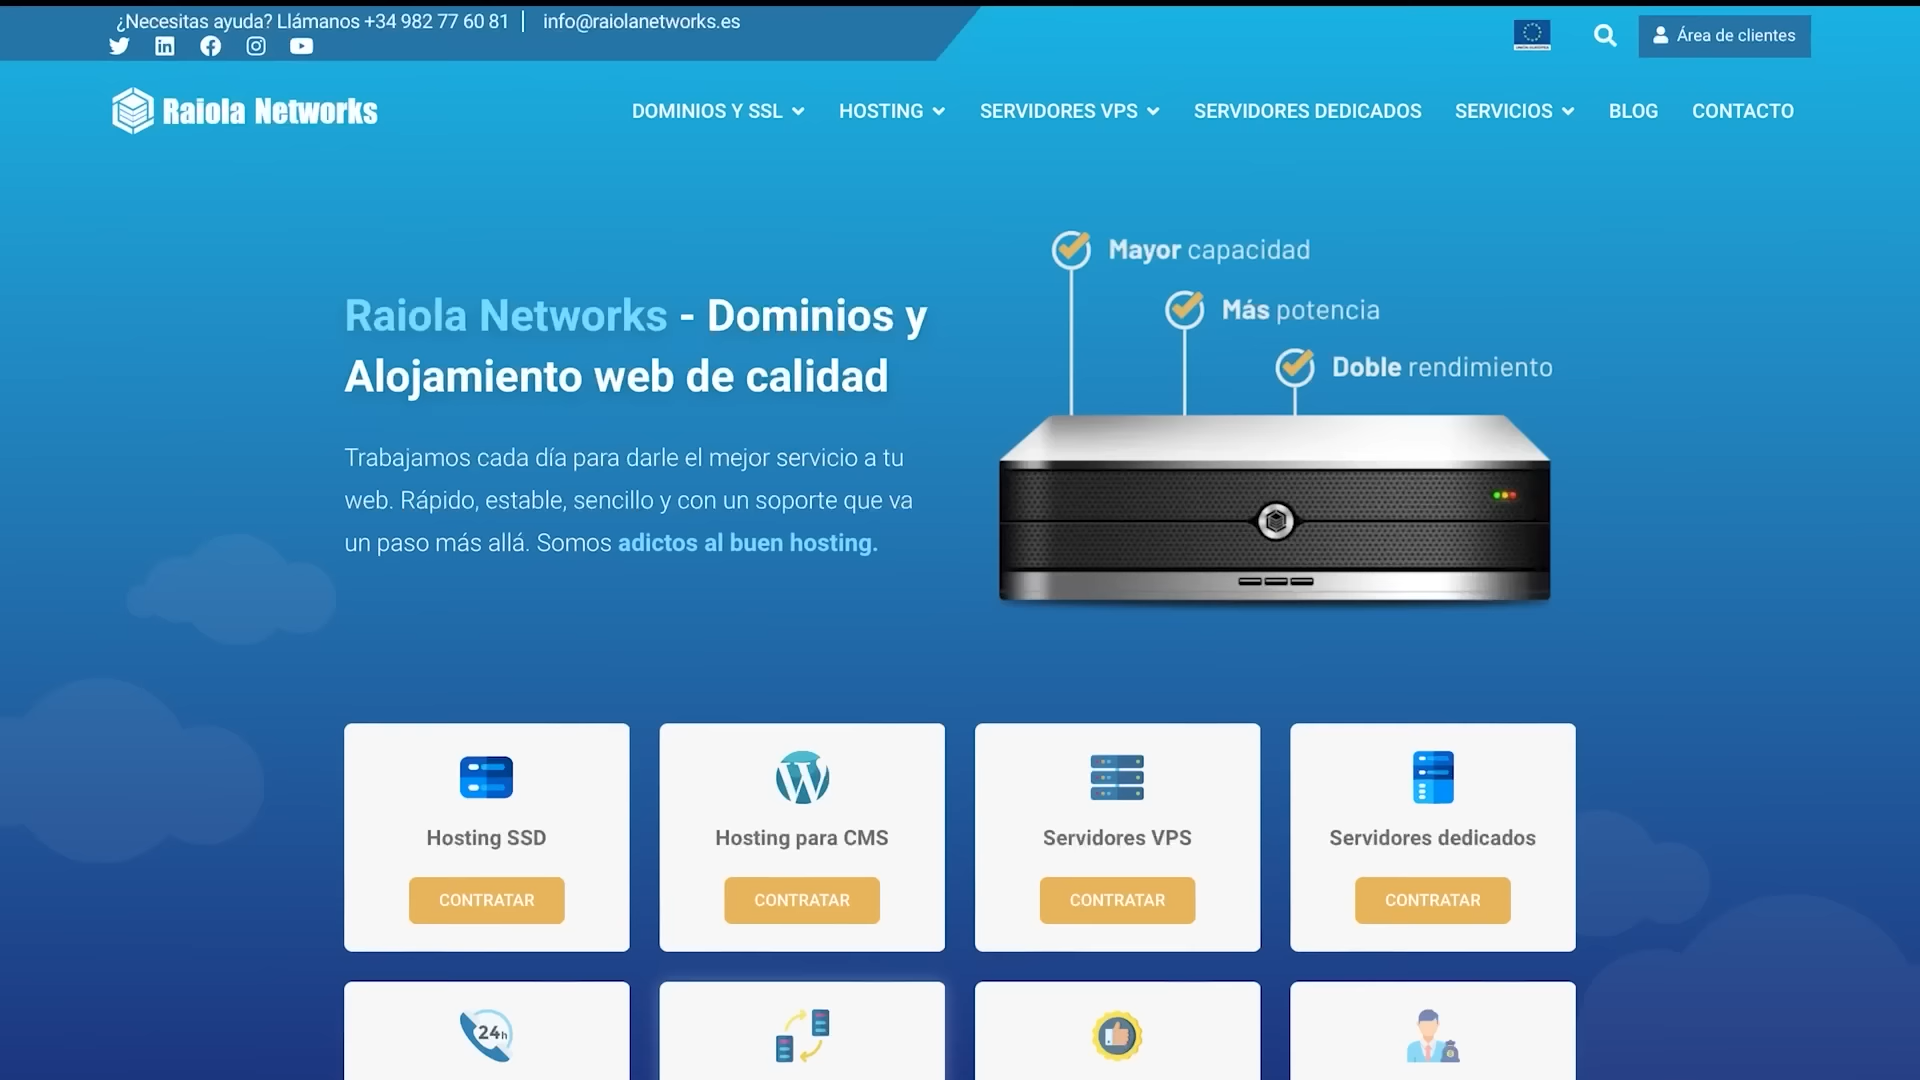 ¿Necesitas ayuda? Llámanos +34 982 77 60 81 | info@raiolanetworks.es
Área de clientes
Raiola Networks
DOMINIOS Y SSL HOSTING SERVIDORES VPS SERVIDORES DEDICADOS SERVICIOS BLOG CONTACTO
Mayor capacidad
Más potencia
Doble rendimiento
Raiola Networks - Dominios y
Alojamiento web de calidad
Trabajamos cada día para darle el mejor servicio a tu
web. Rápido, estable, sencillo y con un soporte que va
un paso más allá. Somos adictos al buen hosting.
Hosting SSD
CONTRATAR
Hosting para CMS
CONTRATAR
Servidores VPS
CONTRATAR
Servidores dedicados
CONTRATAR
24h